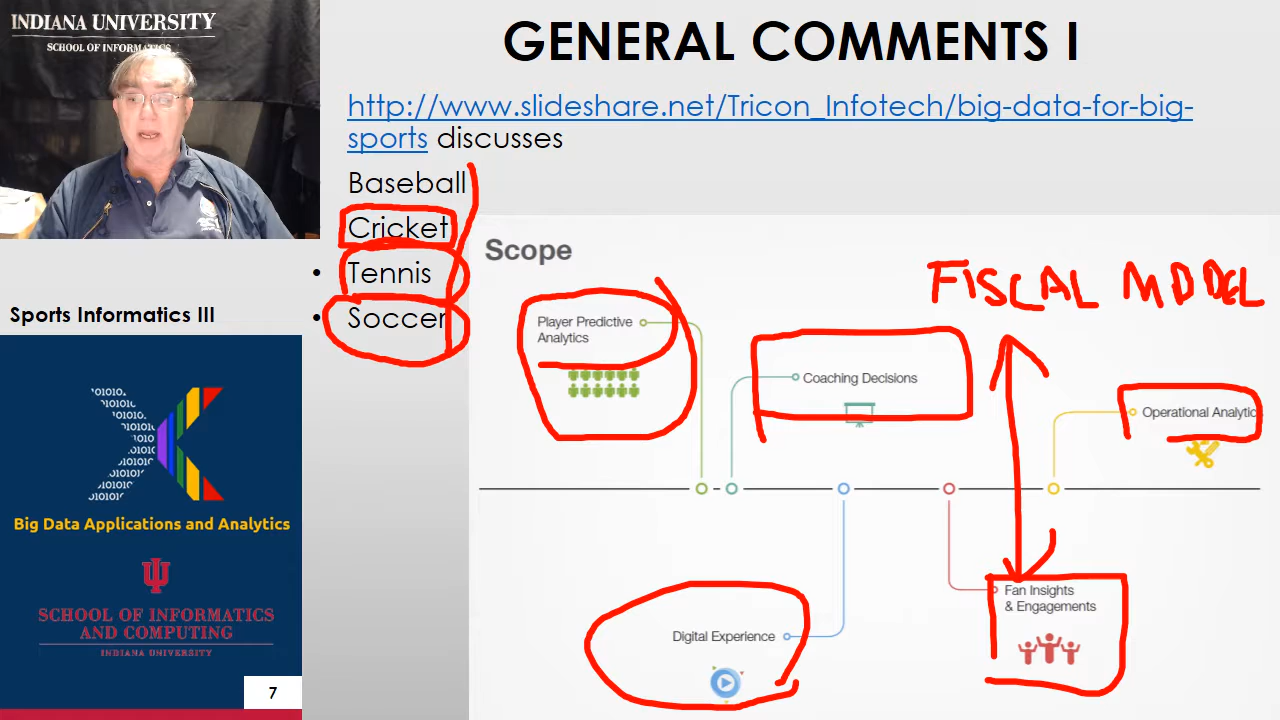 INDIANA UNIVERSITY
SCHOOL OF INFORMATICS
GENERAL COMMENTS I
http://www.slideshare.net/Tricon_Infotech/big-data-for-big-
sports discusses
Baseball
Cricket
• Tennis
• Soccer
Sports Informatics III
Scope
FISCAL MODEL
Player Predictive
Analytics
Coaching Decisions
Operational Analytic
Digital Experience
Fan Insights
& Engagements
Big Data Applications and Analytics
SCHOOL OF INFORMATICS
AND COMPUTING
INDIANA UNIVERSITY
7